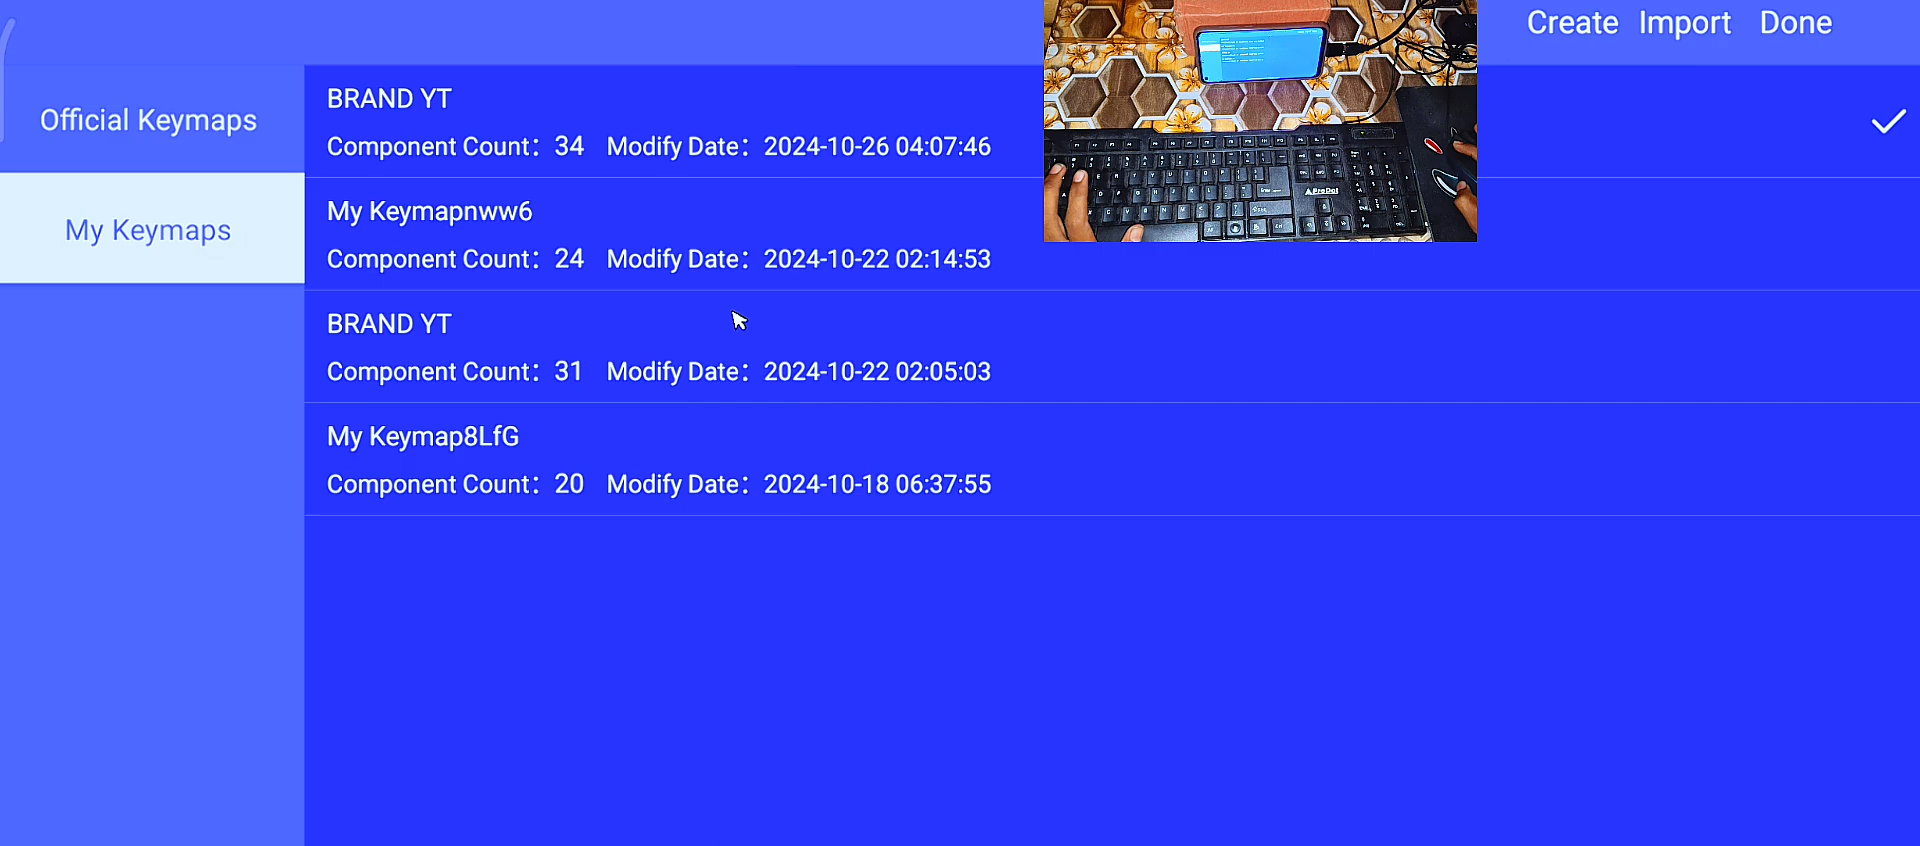 Create Import Done
Official Keymaps
My Keymaps
BRAND YT
Component Count: 34 Modify Date: 2024-10-26 04:07:46
My Keymapnww6
Component Count: 24 Modify Date: 2024-10-22 02:14:53
BRAND YT
Component Count: 31 Modify Date: 2024-10-22 02:05:03
My Keymap8LfG
Component Count: 20 Modify Date: 2024-10-18 06:37:55
ProDot